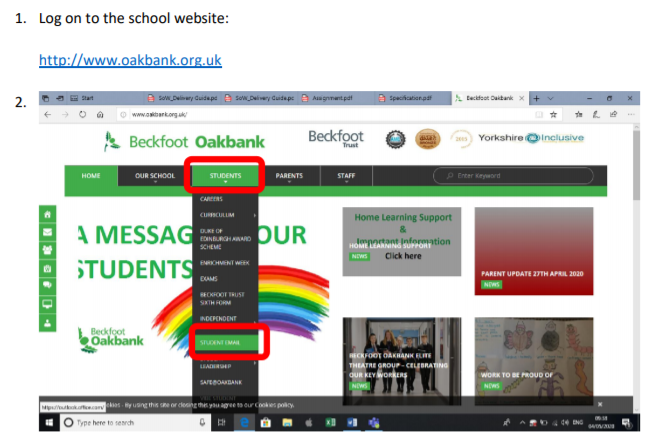 1. Log on to the school website:
http://www.oakbank.org.uk
2.
Start
SoW_Delivery Guide.pd
SoW_Delivery Guide.pc
Assignment.pdf
Specification.pdf
Beckfoot Oakbank
www.oakbank.org.uk/
Beckfoot Oakbank
Beckfoot
Trust
Yorkshire Inclusive
HOME
OUR SCHOOL
STUDENTS
PARENTS
STAFF
Enter Keyword
CAREERS
CURRICULUM
DUKE OF
EDINBURGH AWARD
SCHEME
ENRICHMENT WEEK
EXAMS
BECKFOOT TRUST
SIXTH FORM
INDEPENDENT
STUDENT EMAIL
LEADERSHIP
SAFE@OAKBANK
A MESSAG
OUR
STUDENTS
Beckfoot
Oakbank
Home Learning Support
&
Important Information
Click here
HOME LEARNING SUPPORT
NEWS
PARENT UPDATE 27TH APRIL 2020
NEWS
BECKFOOT OAKBANK ELITE
THEATRE GROUP - CELEBRATING
OUR KEY WORKERS
NEWS
WORK TO BE PROUD OF
NEWS
https://outlook.office.com/
okies - By using this site or closing this you agree to our Cookies policy.
Type here to search
ENG
04/05/2020